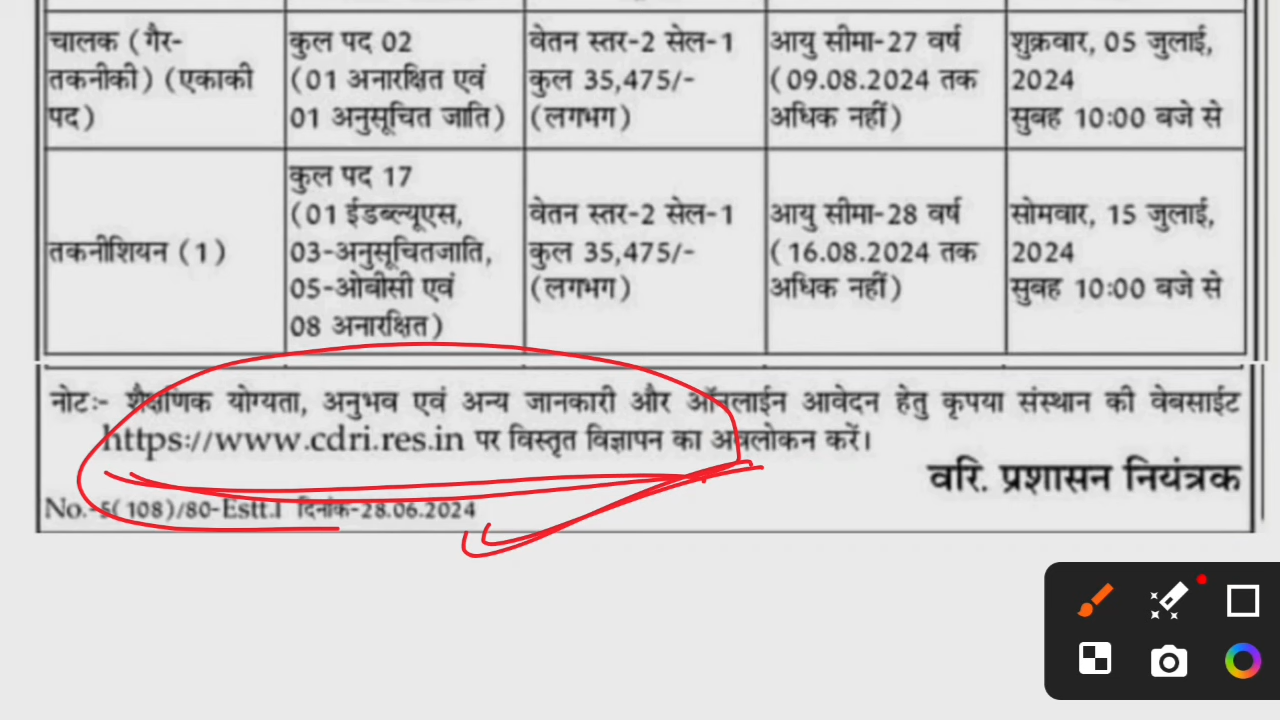 चालक (गैर-
तकनीकी) (एकाकी
पद)
कुल पद 02
(01 अनारक्षित एवं
01 अनुसूचित जाति)
वेतन स्तर-2 सेल-1
कुल 35,475/-
(लगभग)
आयु सीमा-27 वर्ष
(09.08.2024 तक
अधिक नहीं)
शुक्रवार, 05 जुलाई,
2024
सुबह 10:00 बजे से
तकनीशियन (1)
कुल पद 17
(01 ईडब्ल्यूएस,
03-अनुसूचितजाति,
05-ओबीसी एवं
08 अनारक्षित)
वेतन स्तर-2 सेल-1
कुल 35,475/-
(लगभग)
आयु सीमा-28 वर्ष
(16.08.2024 तक
अधिक नहीं)
सोमवार, 15 जुलाई,
2024
सुबह 10:00 बजे से
नोटः- शैक्षणिक योग्यता, अनुभव एवं अन्य जानकारी और ऑनलाईन आवेदन हेतु कृपया संस्थान की वेबसाईट
https://www.cdri.res.in पर विस्तृत विज्ञापन का अवलोकन करें।
वरि. प्रशासन नियंत्रक
No.-5(108)/80-Estt.I दिनांक-28.06.2024